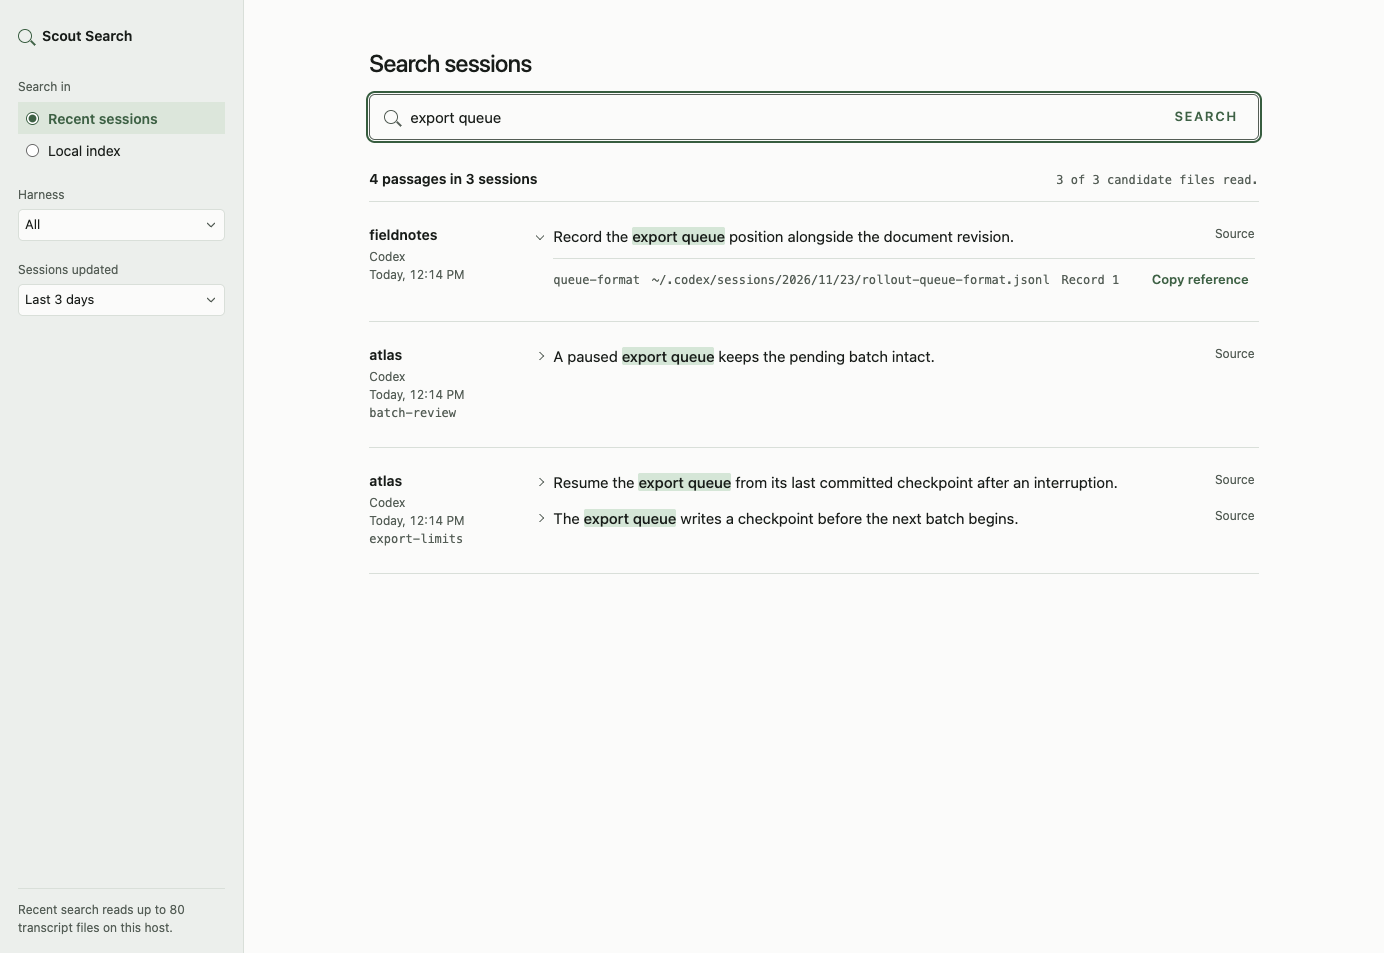 Scout Search
Search in
Recent sessions
Local index
Harness
All
Sessions updated
Last 3 days
Recent search reads up to 80
transcript files on this host.
Search sessions
export queue SEARCH
4 passages in 3 sessions 3 of 3 candidate files read.
fieldnotes
Codex
Today, 12:14 PM
Record the export queue position alongside the document revision. Source
queue-format ~/.codex/sessions/2026/11/23/rollout-queue-format.jsonl Record 1 Copy reference
atlas
Codex
Today, 12:14 PM
batch-review
A paused export queue keeps the pending batch intact. Source
atlas
Codex
Today, 12:14 PM
export-limits
Resume the export queue from its last committed checkpoint after an interruption. Source
The export queue writes a checkpoint before the next batch begins. Source